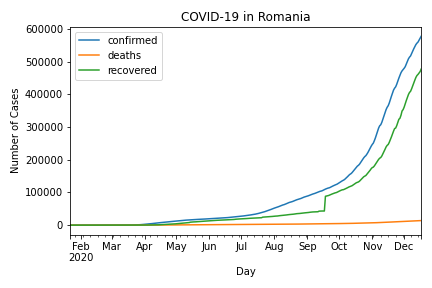 COVID-19 in Romania
confirmed
deaths
recovered
Number of Cases
600000
500000
400000
300000
200000
100000
0
Feb Mar Apr May Jun Jul Aug Sep Oct Nov Dec
2020
Day